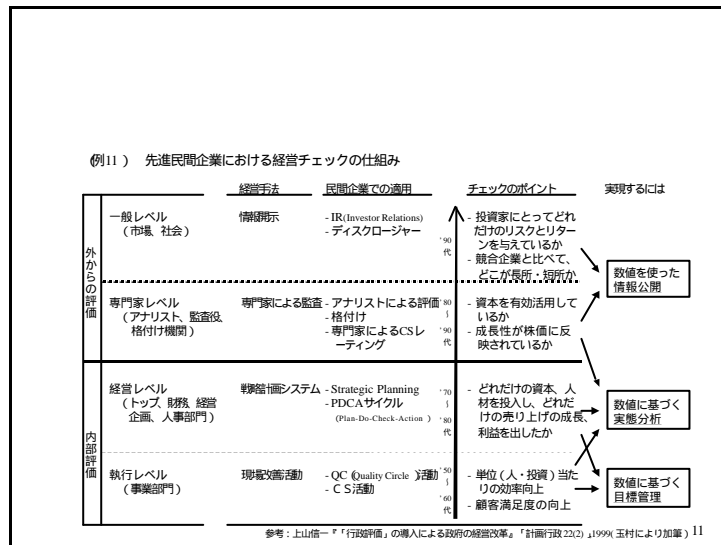 (例11)　先進民間企業における経営チェックの仕組み
経営手法　民間企業での適用　チェックのポイント　実現するには
外からの評価
一般レベル
（市場、社会）
情報開示
- IR(Investor Relations)
- ディスクロージャー
'90
代
- 投資家にとってどれ
だけのリスクとリター
ンを与えているか
- 競合企業と比べて、
どこが長所・短所か
数値を使った
情報公開
専門家レベル
（アナリスト、監査役、
格付け機関）
専門家による監査
- アナリストによる評価
- 格付け
- 専門家によるCSレ
ーティング
'80
～
'90
代
- 資本を有効活用して
いるか
- 成長性が株価に反
映されているか
内部評価
経営レベル
（トップ、財務、経営
企画、人事部門）
戦略計画システム
- Strategic Planning
- PDCAサイクル
(Plan-Do-Check-Action )
'70
～
'80
代
- どれだけの資本、人
材を投入し、どれだ
けの売り上げの成長、
利益を出したか
数値に基づく
実態分析
執行レベル
（事業部門）
現場改善活動
- QC (Quality Circle )活動
- ＣＳ活動
'50
～
'60
代
- 単位（人・投資）当た
りの効率向上
- 顧客満足度の向上
数値に基づく
目標管理
参考：上山信一『「行政評価」の導入による政府の経営改革』「計画行政22(2)」,1999(玉村により加筆)
11